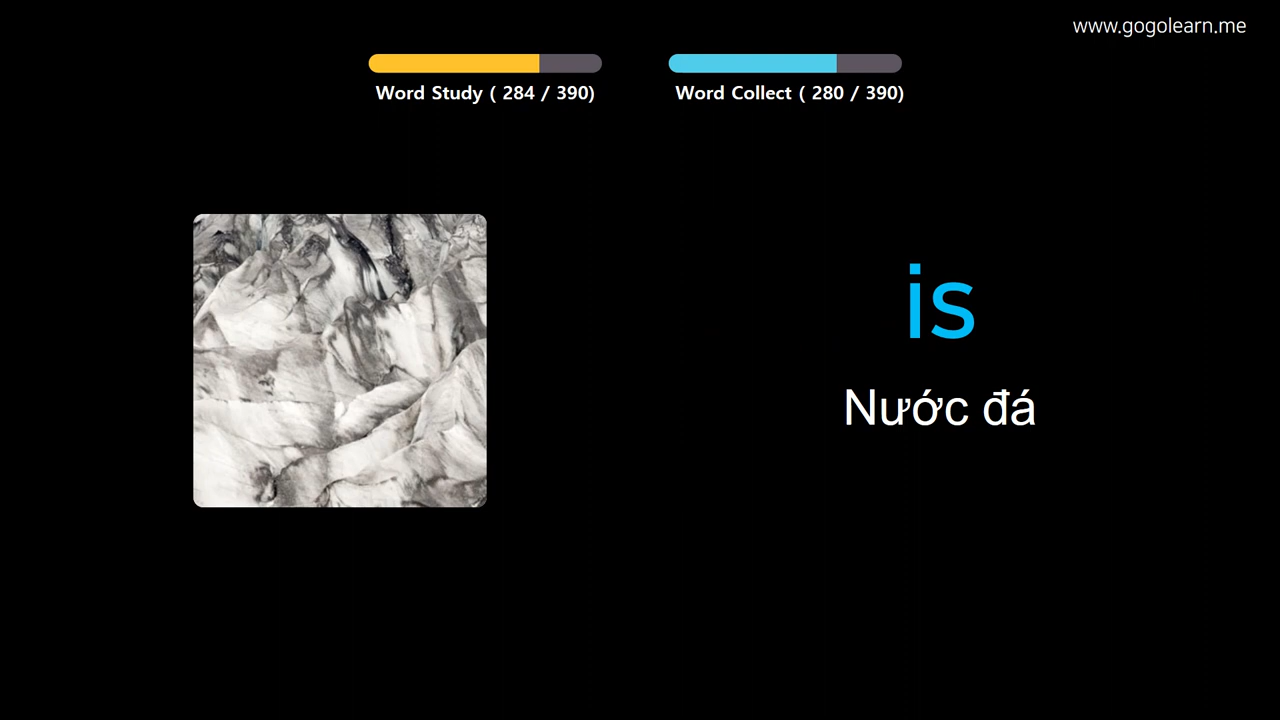 www.gogolearn.me
Word Study ( 284 / 390)
Word Collect ( 280 / 390)
is
Nước đá